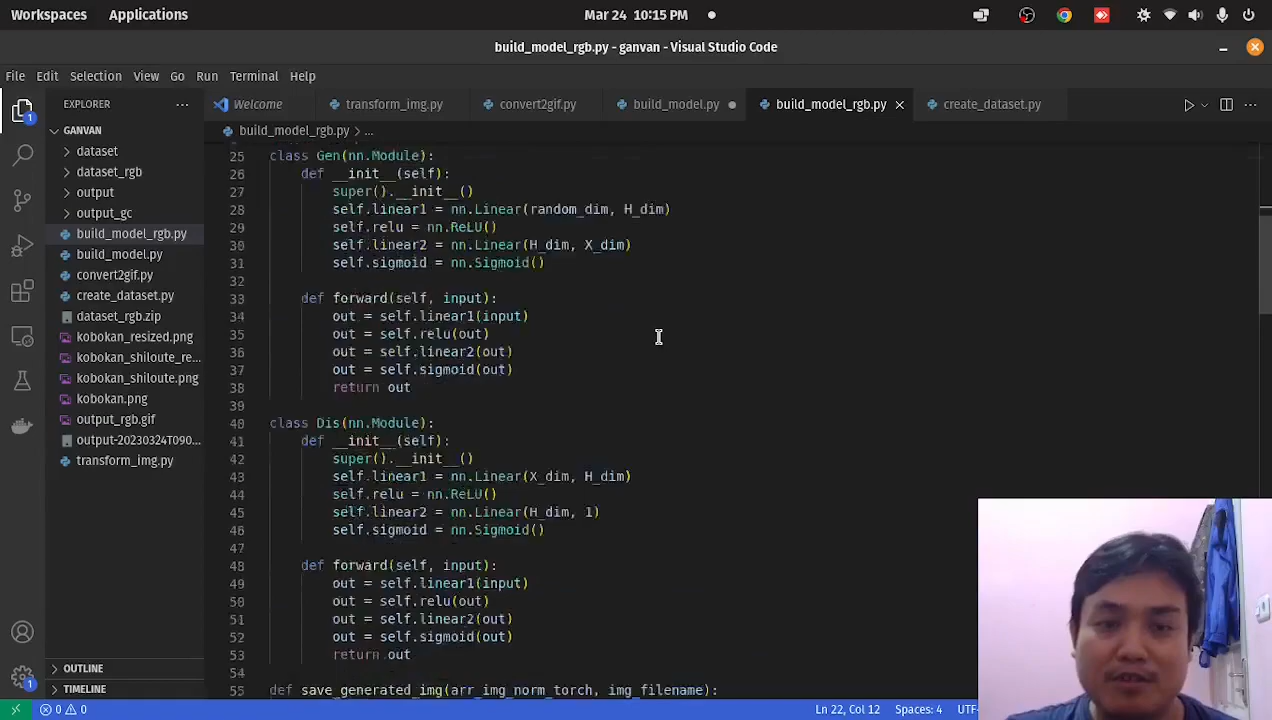 Workspaces Applications Mar 24 10:15 PM
build_model_rgb.py - ganvan - Visual Studio Code
File Edit Selection View Go Run Terminal Help
EXPLORER
Welcome transform_img.py convert2gif.py build_model.py build_model_rgb.py create_dataset.py
GANVAN
dataset
dataset_rgb
output
output_gc
build_model_rgb.py
build_model.py
convert2gif.py
create_dataset.py
dataset_rgb.zip
kobokan_resized.png
kobokan_shiloute_re...
kobokan_shiloute.png
kobokan.png
output_rgb.gif
output-20230324T090...
transform_img.py
OUTLINE
TIMELINE
1
1
build_model_rgb.py > ...
25 class Gen(nn.Module):
26 def __init__(self):
27 super().__init__()
28 self.linear1 = nn.Linear(random_dim, H_dim)
29 self.relu = nn.ReLU()
30 self.linear2 = nn.Linear(H_dim, X_dim)
31 self.sigmoid = nn.Sigmoid()
32
33 def forward(self, input):
34 out = self.linear1(input)
35 out = self.relu(out)
36 out = self.linear2(out)
37 out = self.sigmoid(out)
38 return out
39
40 class Dis(nn.Module):
41 def __init__(self):
42 super().__init__()
43 self.linear1 = nn.Linear(X_dim, H_dim)
44 self.relu = nn.ReLU()
45 self.linear2 = nn.Linear(H_dim, 1)
46 self.sigmoid = nn.Sigmoid()
47
48 def forward(self, input):
49 out = self.linear1(input)
50 out = self.relu(out)
51 out = self.linear2(out)
52 out = self.sigmoid(out)
53 return out
54
55 def save_generated_img(arr_img_norm_torch, img_filename):
0 0 Ln 22, Col 12 Spaces: 4 UTF-